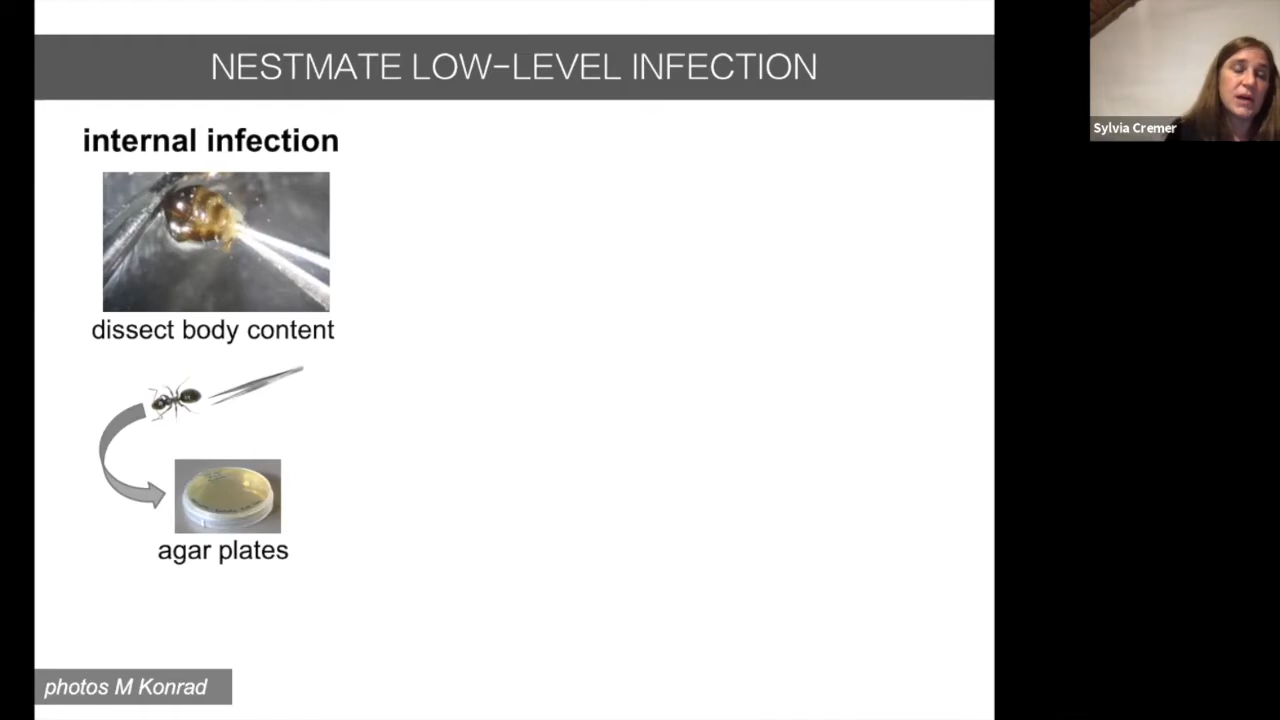 NESTMATE LOW-LEVEL INFECTION
internal infection
dissect body content
agar plates
photos M Konrad
Sylvia Cremer